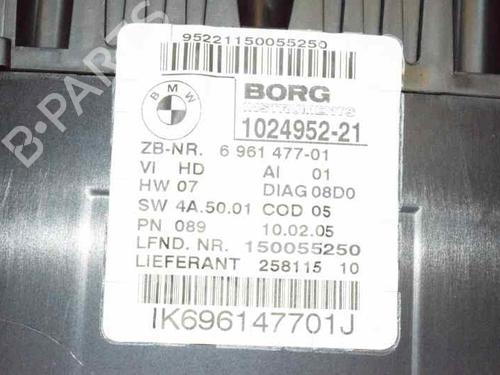 95221150055250
BMW
BORG
INSTRUMENTS
1024952-21
ZB-NR. 6 961 477-01
VI HD AI 01
HW 07 DIAG 08D0
SW 4A.50.01 COD 05
PN 089 10.02.05
LFND. NR. 150055250
LIEFERANT 258115 10
IK696147701J
B-PARTS